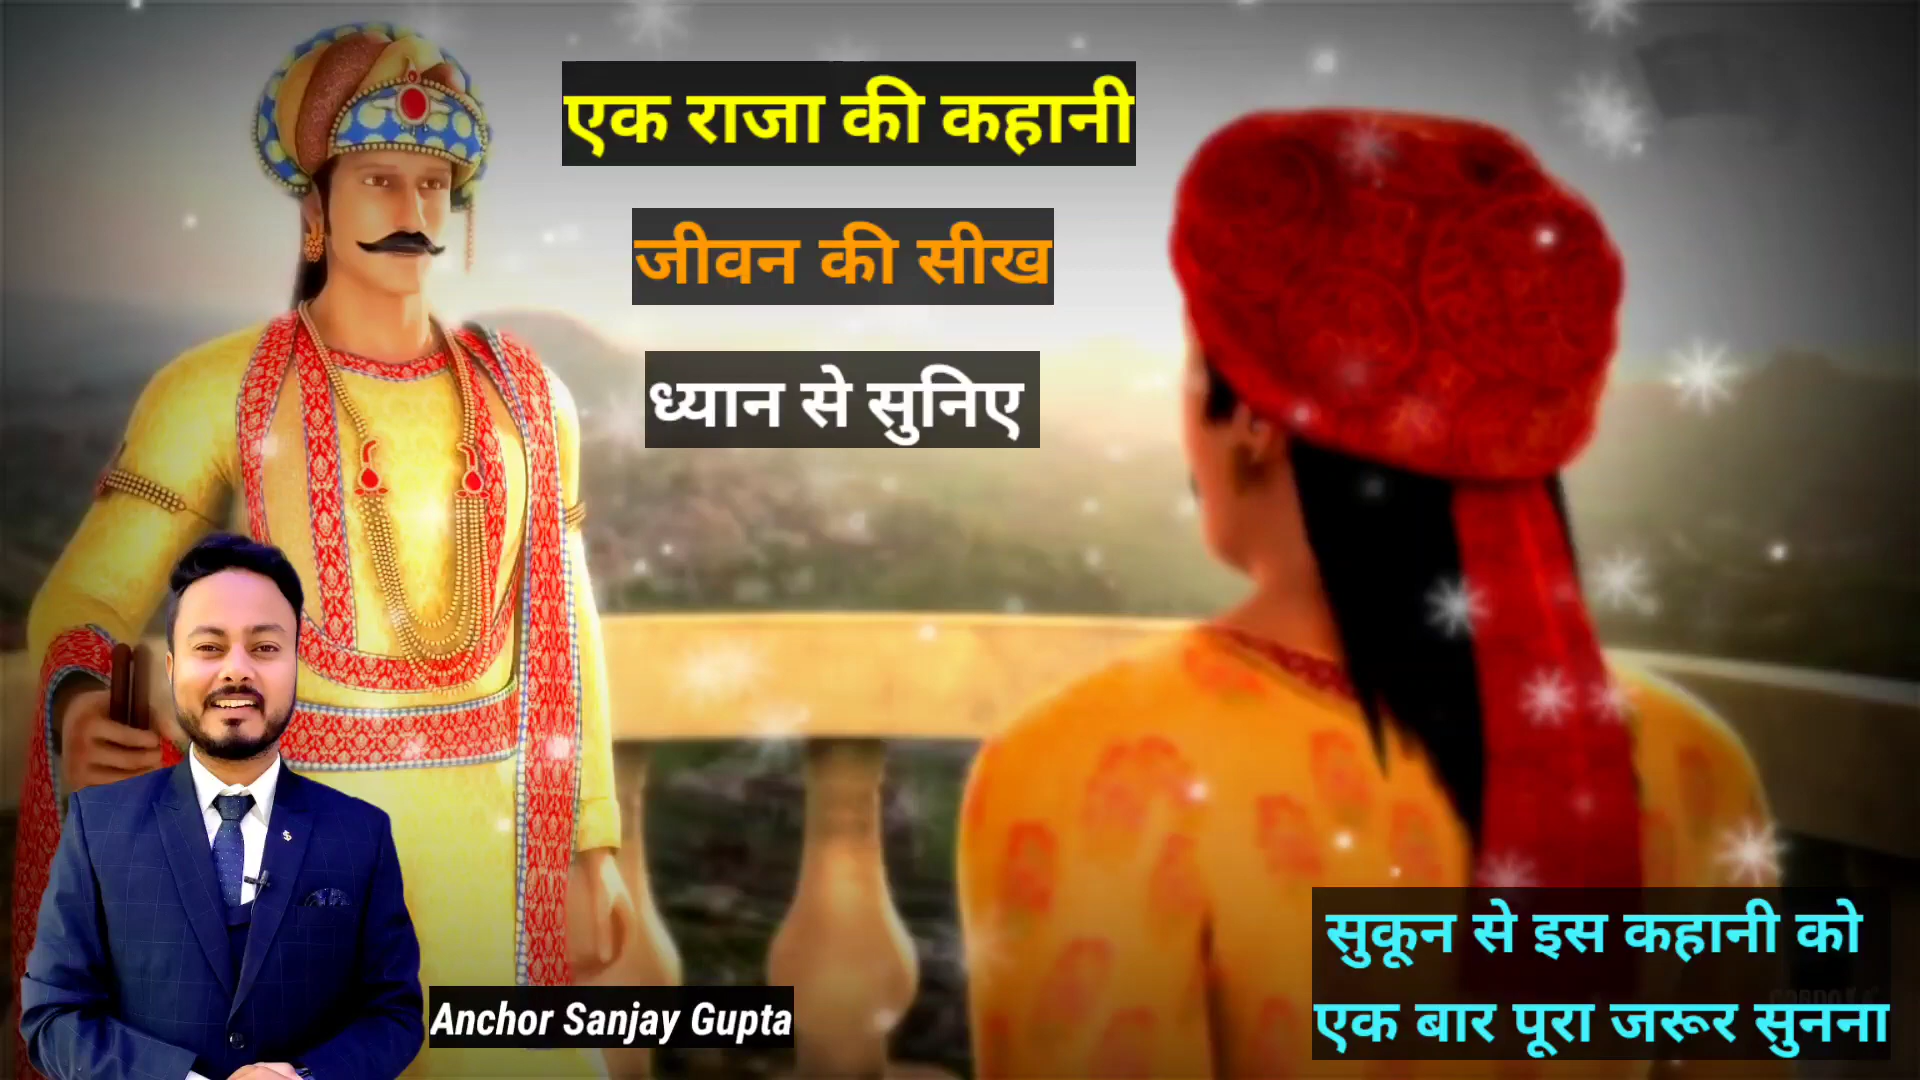 एक राजा की कहानी
जीवन की सीख
ध्यान से सुनिए
Anchor Sanjay Gupta
सुकून से इस कहानी को
एक बार पूरा जरूर सुनना